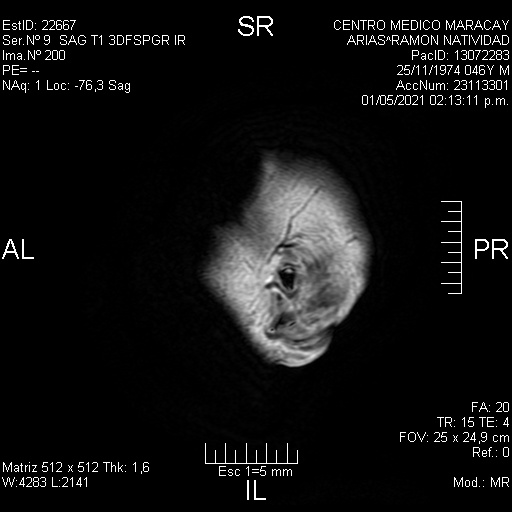 EstID: 22667
Ser.Nº 9 SAG T1 3DFSPGR IR
Ima.Nº 200
PE= --
NAq: 1 Loc: -76,3 Sag
SR
CENTRO MEDICO MARACAY
ARIAS^RAMON NATIVIDAD
PacID: 13072283
25/11/1974 046Y M
AccNum: 23113301
01/05/2021 02:13:11 p.m.
AL
PR
FA: 20
TR: 15 TE: 4
FOV: 25 x 24,9 cm
Ref.: 0
Matriz 512 x 512 Thk: 1,6
W:4283 L:2141
Esc 1=5 mm
IL
Mod.: MR